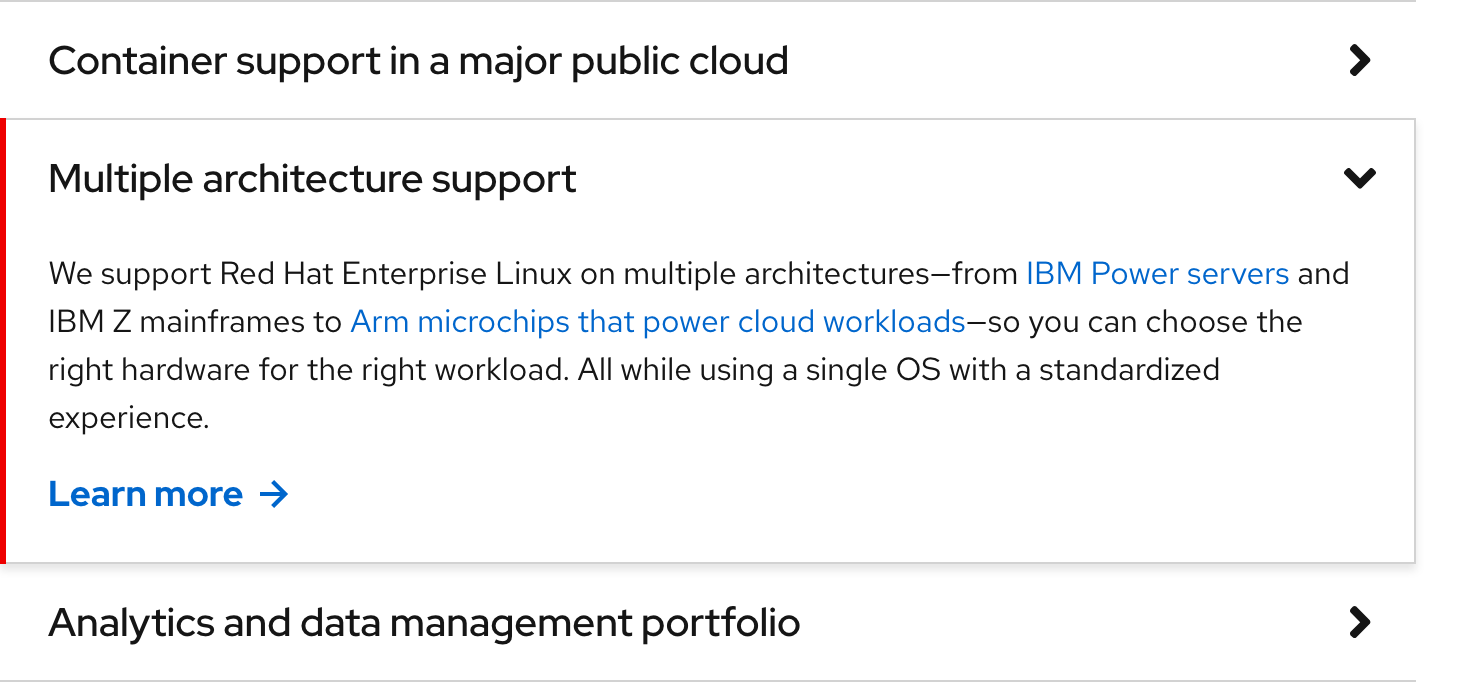 Container support in a major public cloud
Multiple architecture support
We support Red Hat Enterprise Linux on multiple architectures—from IBM Power servers and
IBM Z mainframes to Arm microchips that power cloud workloads—so you can choose the
right hardware for the right workload. All while using a single OS with a standardized
experience.
Learn more →
Analytics and data management portfolio